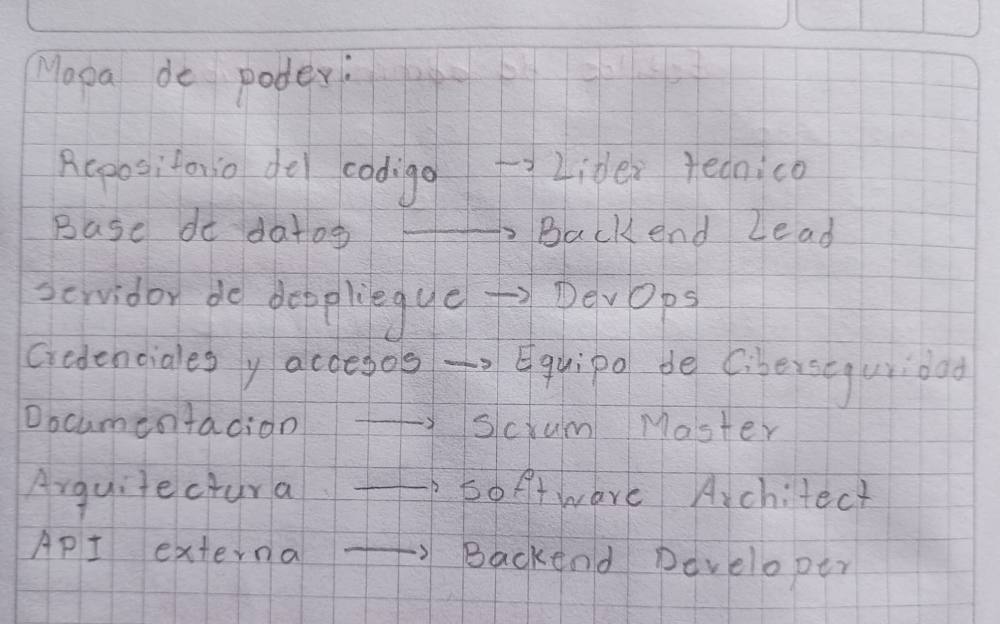 Mapa de poder:
Repositorio del codigo → Lider tecnico
Base de datos → Backend Lead
Servidor de despliegue → DevOps
Credenciales y accesos → Equipo de Ciberseguridad
Documentacion → Scrum Master
Arquitectura → Software Architect
API externa → Backend Developer